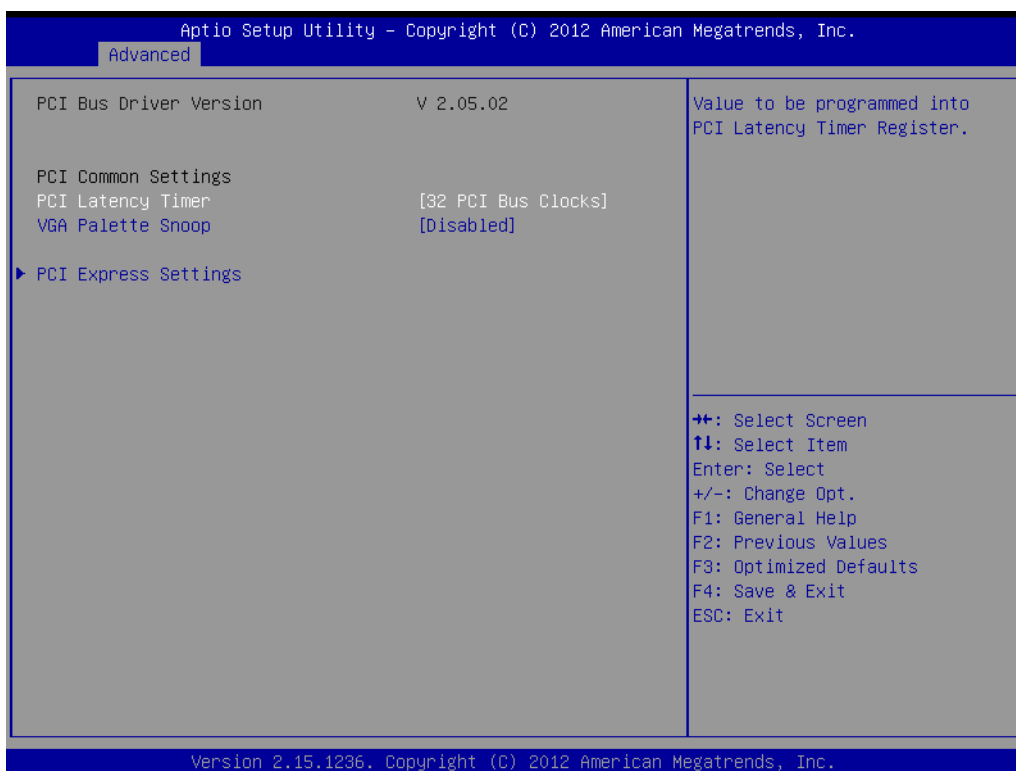 Aptio Setup Utility – Copyright (C) 2012 American Megatrends, Inc.
Advanced
PCI Bus Driver Version V 2.05.02
PCI Common Settings
PCI Latency Timer [32 PCI Bus Clocks]
VGA Palette Snoop [Disabled]
PCI Express Settings
Value to be programmed into
PCI Latency Timer Register.
→←: Select Screen
↑↓: Select Item
Enter: Select
+/-: Change Opt.
F1: General Help
F2: Previous Values
F3: Optimized Defaults
F4: Save & Exit
ESC: Exit
Version 2.15.1236. Copyright (C) 2012 American Megatrends, Inc.